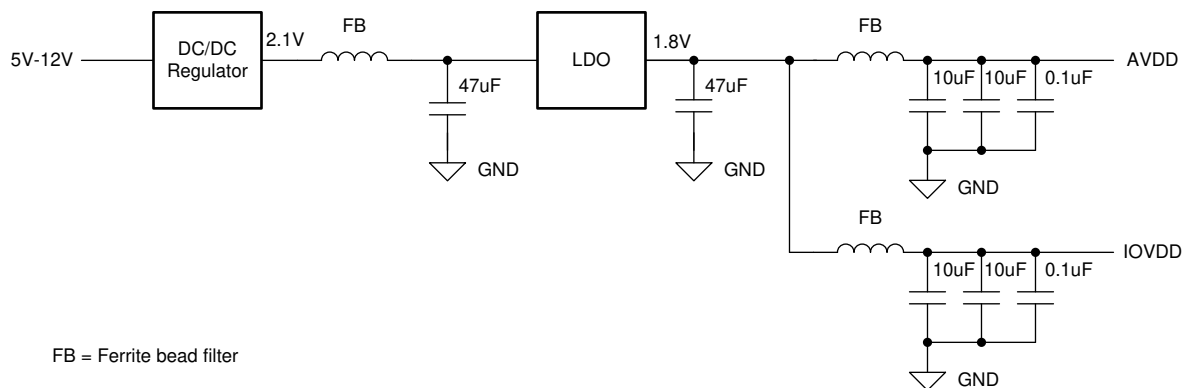 5V-12V
DC/DC
Regulator
2.1V
FB
47uF
GND
LDO
1.8V
47uF
GND
FB
10uF
10uF
0.1uF
AVDD
GND
FB
10uF
10uF
0.1uF
IOVDD
GND
FB = Ferrite bead filter